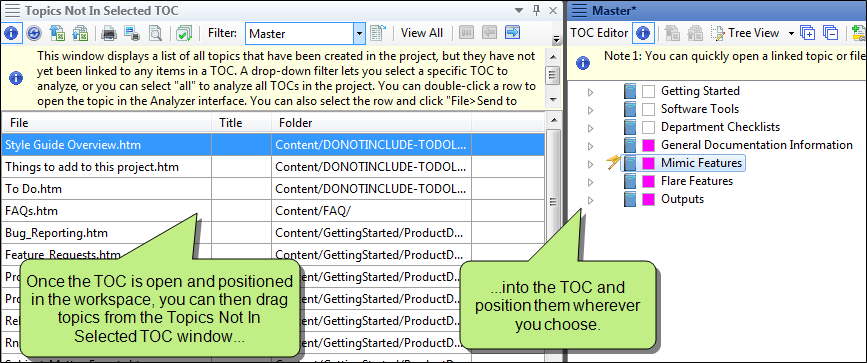 Topics Not In Selected TOC
Filter: Master View All
This window displays a list of all topics that have been created in the project, but they have not
yet been linked to any items in a TOC. A drop-down filter lets you select a specific TOC to
analyze, or you can select "all" to analyze all TOCs in the project. You can double-click a row to
open the topic in the Analyzer interface. You can also select the row and click "File>Send to
File Title Folder
Style Guide Overview.htm Content/DONOTINCLUDE-TODOL...
Things to add to this project.htm Content/DONOTINCLUDE-TODOL...
To Do.htm Content/DONOTINCLUDE-TODOL...
FAQs.htm Content/FAQ/
Bug_Reporting.htm Content/GettingStarted/ProductD...
Feature_Requests.htm Content/GettingStarted/ProductD...
Content/GettingStarted/ProductD...
Content/GettingStarted/ProductD...
Content/GettingStarted/ProductD...
Content/GettingStarted/ProductD...
Once the TOC is open and positioned
in the workspace, you can then drag
topics from the Topics Not In
Selected TOC window...
Master*
TOC Editor Tree View
Note 1: You can quickly open a linked topic or file
Getting Started
Software Tools
Department Checklists
General Documentation Information
Mimic Features
Flare Features
Outputs
...into the TOC and
position them wherever
you choose.